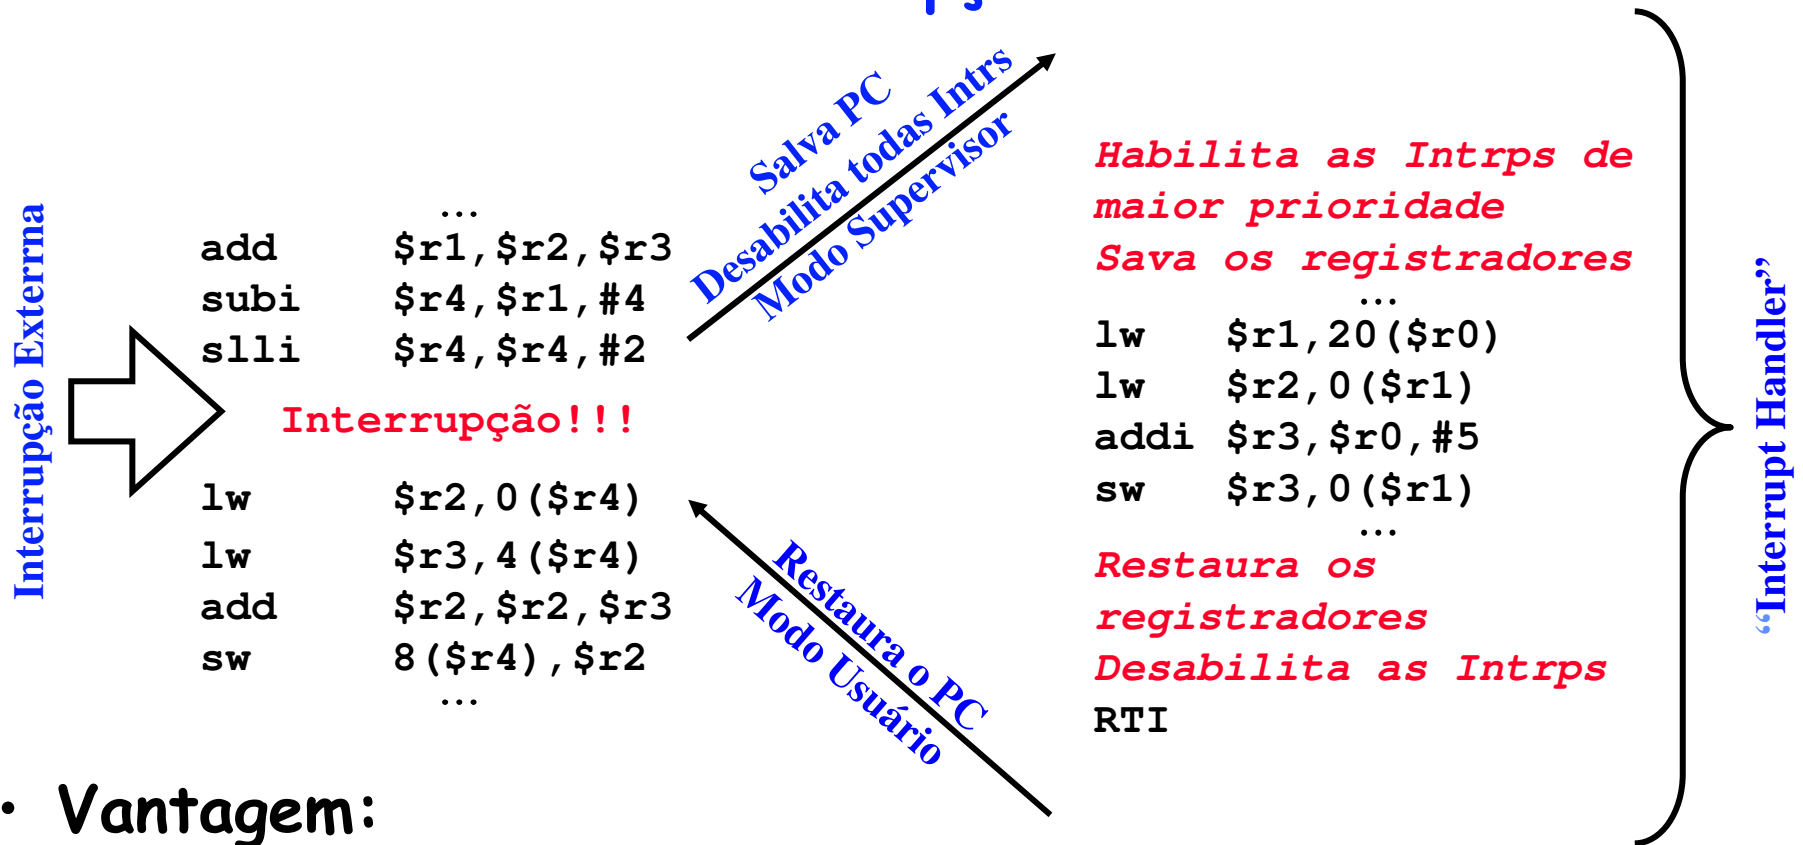 Interrupção Externa
...
add $r1,$r2,$r3
subi $r4,$r1,#4
slli $r4,$r4,#2
Interrupção!!!
lw $r2,0($r4)
lw $r3,4($r4)
add $r2,$r2,$r3
sw 8($r4),$r2
...
Salva PC
Desabilita todas Intrs
Modo Supervisor
Restaura o PC
Modo Usuário
Habilita as Intrps de
maior prioridade
Sava os registradores
...
lw $r1,20($r0)
lw $r2,0($r1)
addi $r3,$r0,#5
sw $r3,0($r1)
...
Restaura os
registradores
Desabilita as Intrps
RTI
“Interrupt Handler”
• Vantagem: